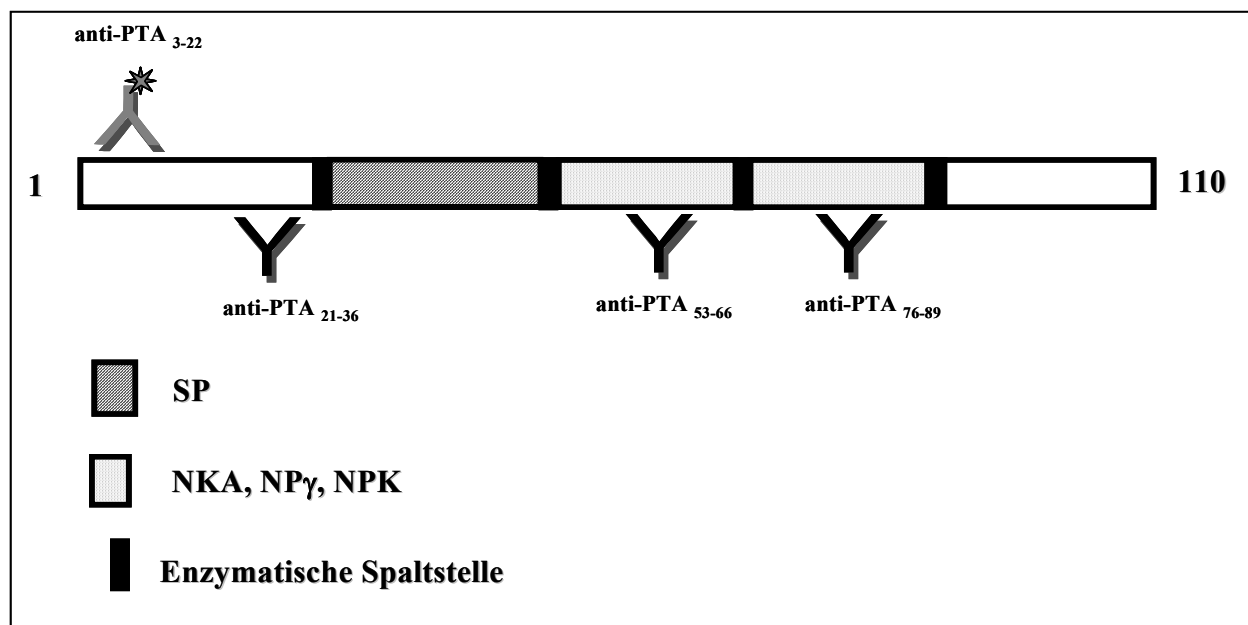 anti-PTA 3-22
1
110
anti-PTA 21-36
anti-PTA 53-66
anti-PTA 76-89
SP
NKA, NPγ, NPK
Enzymatische Spaltstelle